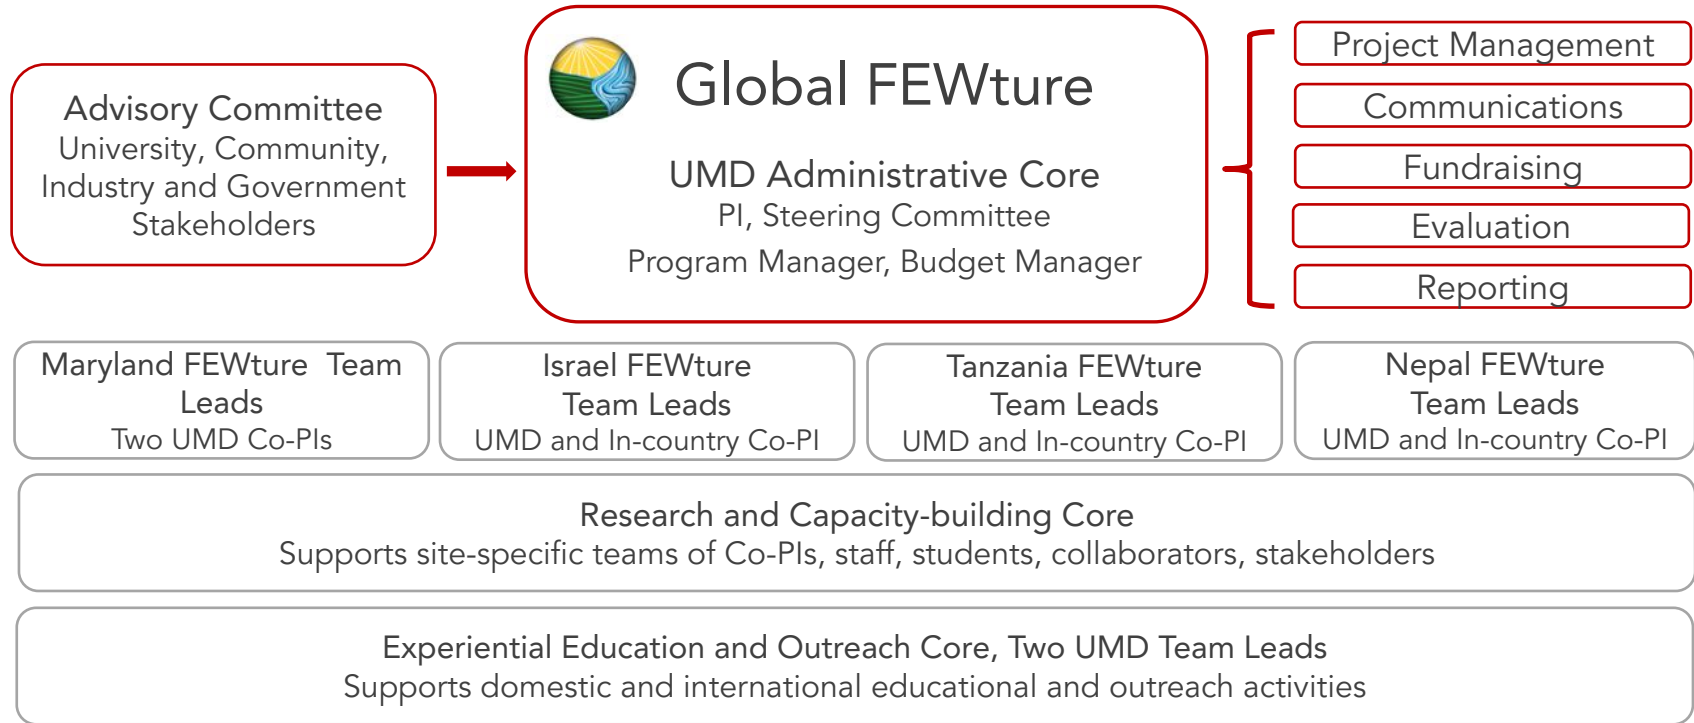 Advisory Committee
University, Community,
Industry and Government
Stakeholders
Global FEWture
UMD Administrative Core
PI, Steering Committee
Program Manager, Budget Manager
Project Management
Communications
Fundraising
Evaluation
Reporting
Maryland FEWture Team
Leads
Two UMD Co-PIs
Israel FEWture
Team Leads
UMD and In-country Co-PI
Tanzania FEWture
Team Leads
UMD and In-country Co-PI
Nepal FEWture
Team Leads
UMD and In-country Co-PI
Research and Capacity-building Core
Supports site-specific teams of Co-PIs, staff, students, collaborators, stakeholders
Experiential Education and Outreach Core, Two UMD Team Leads
Supports domestic and international educational and outreach activities